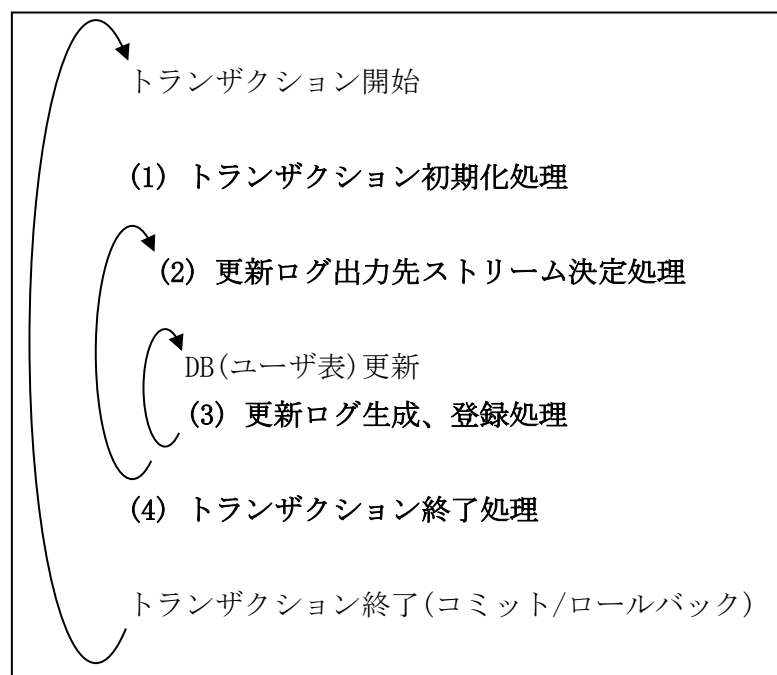 トランザクション開始
(1) トランザクション初期化処理
(2) 更新ログ出力先ストリーム決定処理
DB(ユーザ表)更新
(3) 更新ログ生成、登録処理
(4) トランザクション終了処理
トランザクション終了(コミット/ロールバック)